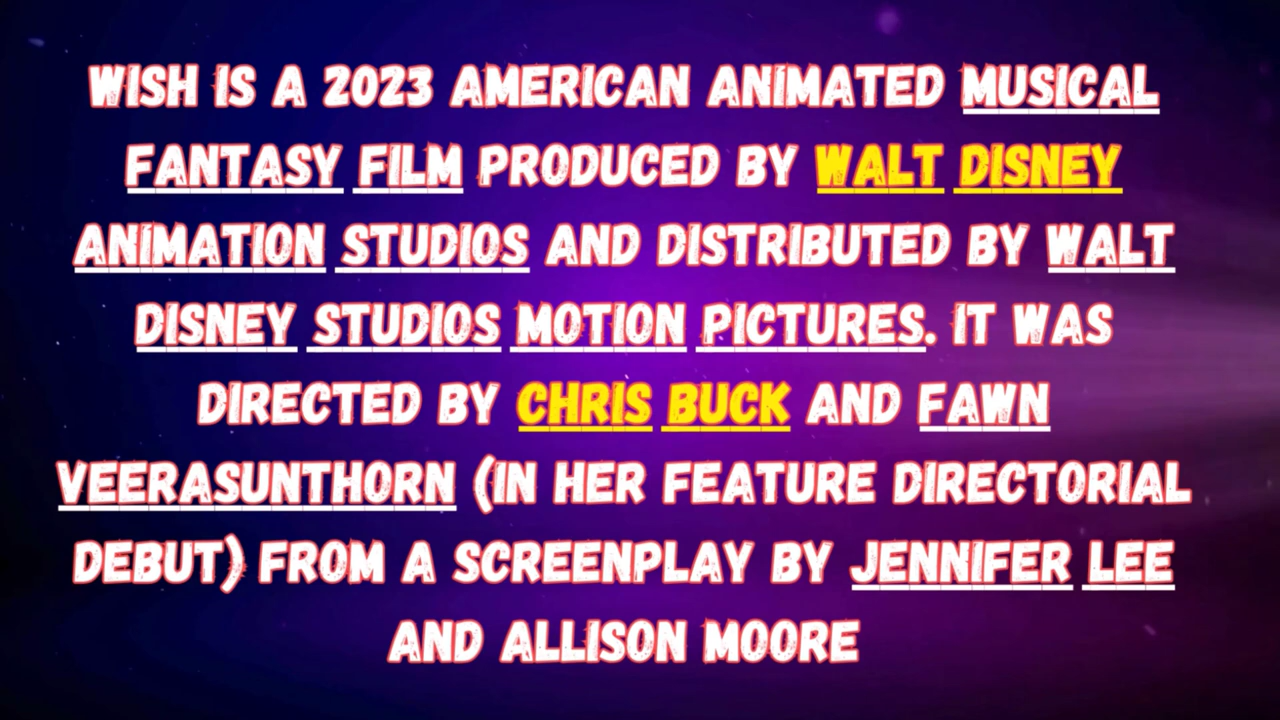 WISH IS A 2023 AMERICAN ANIMATED MUSICAL
FANTASY FILM PRODUCED BY WALT DISNEY
ANIMATION STUDIOS AND DISTRIBUTED BY WALT
DISNEY STUDIOS MOTION PICTURES. IT WAS
DIRECTED BY CHRIS BUCK AND FAWN
VEERASUNTHORN (IN HER FEATURE DIRECTORIAL
DEBUT) FROM A SCREENPLAY BY JENNIFER LEE
AND ALLISON MOORE